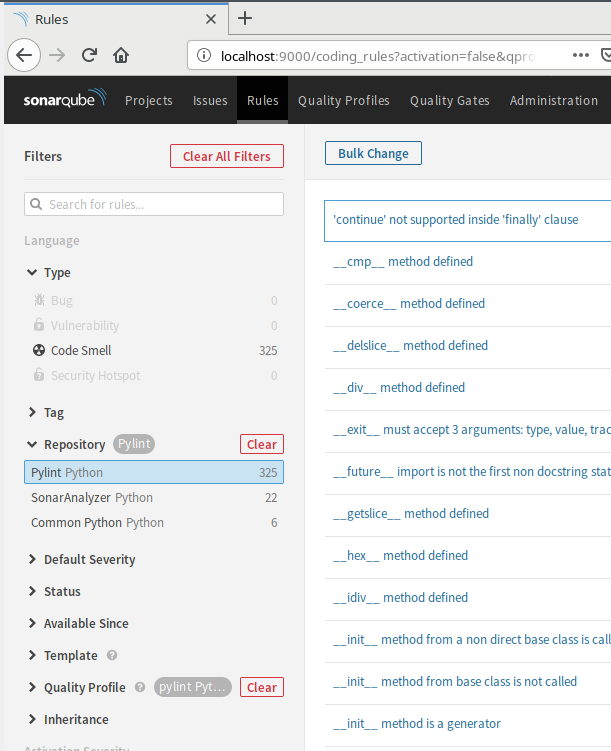 Rules
localhost:9000/coding_rules?activation=false&qpro
sonarqube Projects Issues Rules Quality Profiles Quality Gates Administration
Filters
Clear All Filters
Search for rules...
Language
Type
Bug 0
Vulnerability 0
Code Smell 325
Security Hotspot 0
Tag
Repository Pylint Clear
Pylint Python 325
SonarAnalyzer Python 22
Common Python Python 6
Default Severity
Status
Available Since
Template ?
Quality Profile ? pylint Pyt... Clear
Inheritance
Activation Severity
Bulk Change
'continue' not supported inside 'finally' clause
__cmp__ method defined
__coerce__ method defined
__delslice__ method defined
__div__ method defined
__exit__ must accept 3 arguments: type, value, trac
__future__ import is not the first non docstring stat
__getslice__ method defined
__hex__ method defined
__idiv__ method defined
__init__ method from a non direct base class is call
__init__ method from base class is not called
__init__ method is a generator